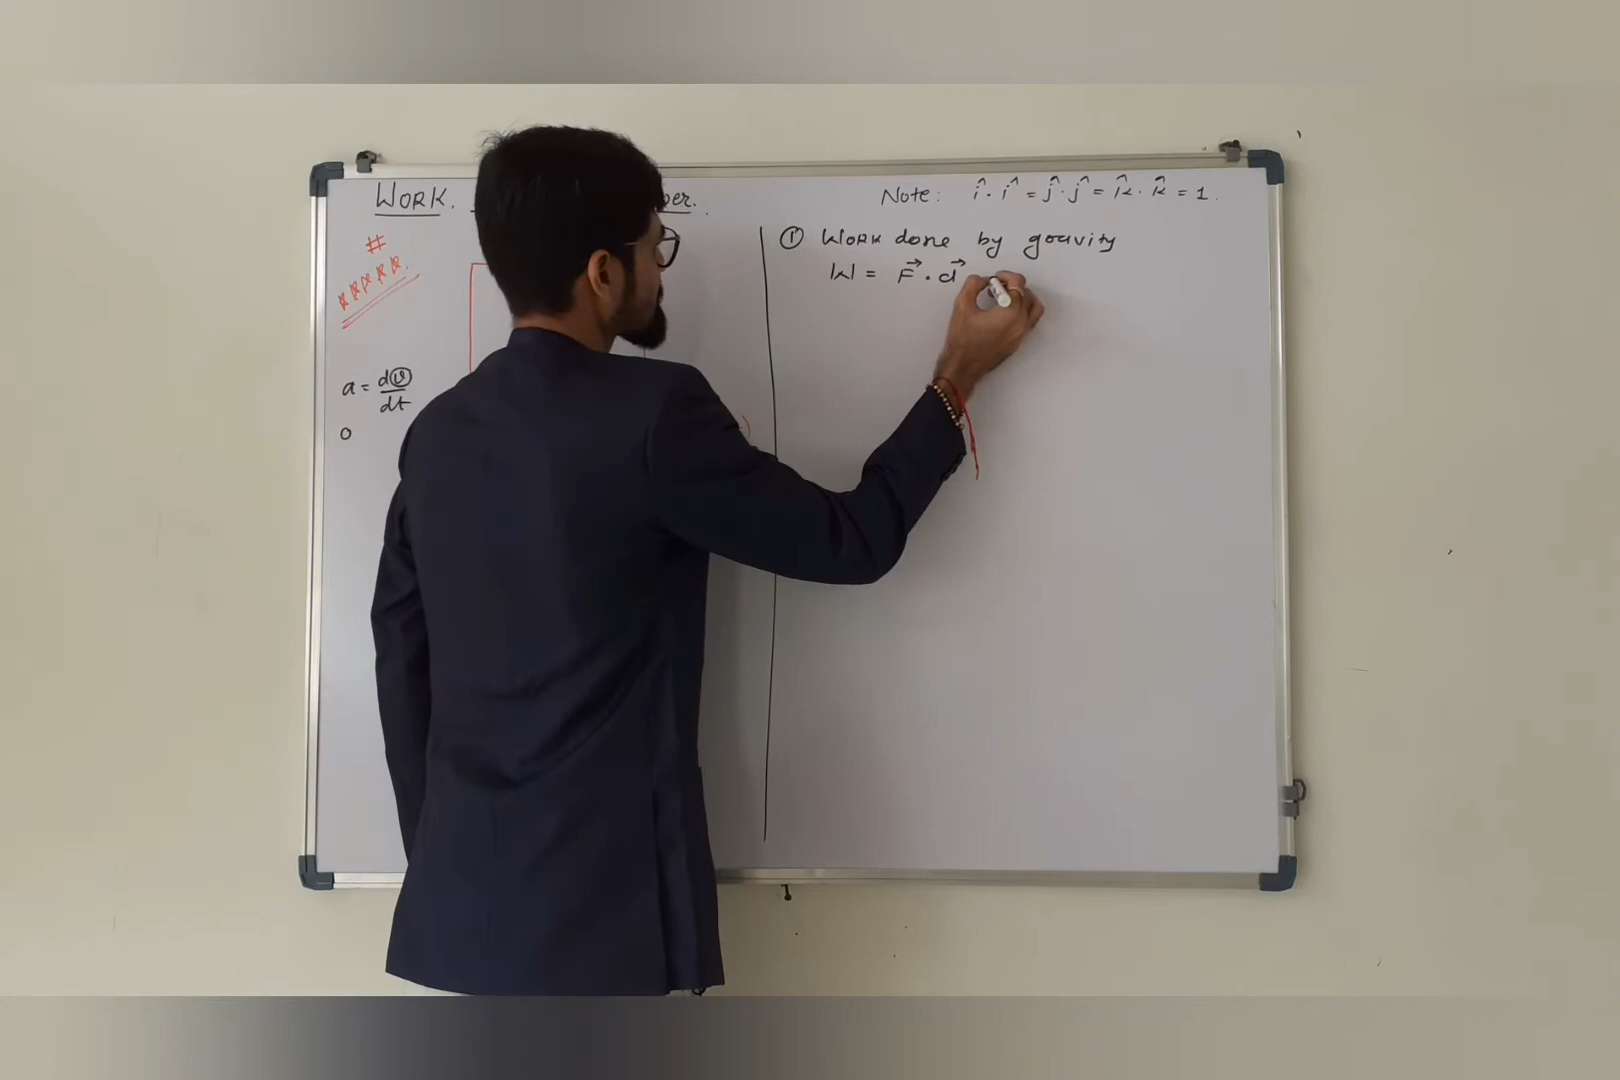 WORK.
Note: î . î = ĵ . ĵ = k̂ . k̂ = 1.
#
a = dv/dt
0
① Work done by gravity
W = F⃗ . d⃗